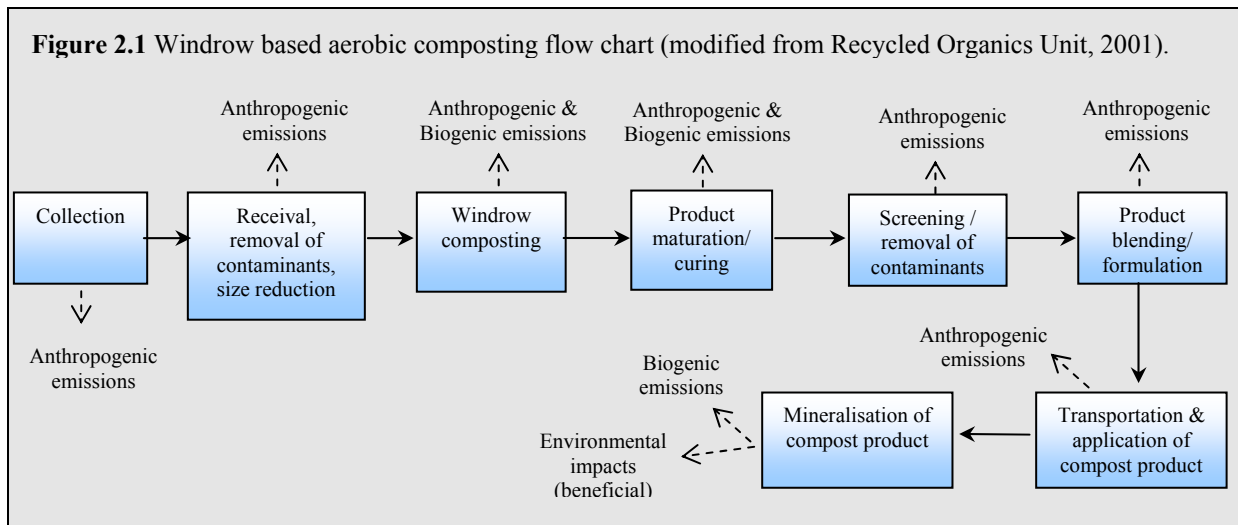 Figure 2.1 Windrow based aerobic composting flow chart (modified from Recycled Organics Unit, 2001).
Anthropogenic
emissions
Anthropogenic &
Biogenic emissions
Anthropogenic &
Biogenic emissions
Anthropogenic
emissions
Anthropogenic
emissions
Collection
Receival,
removal of
contaminants,
size reduction
Windrow
composting
Product
maturation/
curing
Screening /
removal of
contaminants
Product
blending/
formulation
Anthropogenic
emissions
Anthropogenic
emissions
Transportation &
application of
compost product
Mineralisation of
compost product
Biogenic
emissions
Environmental
impacts
(beneficial)